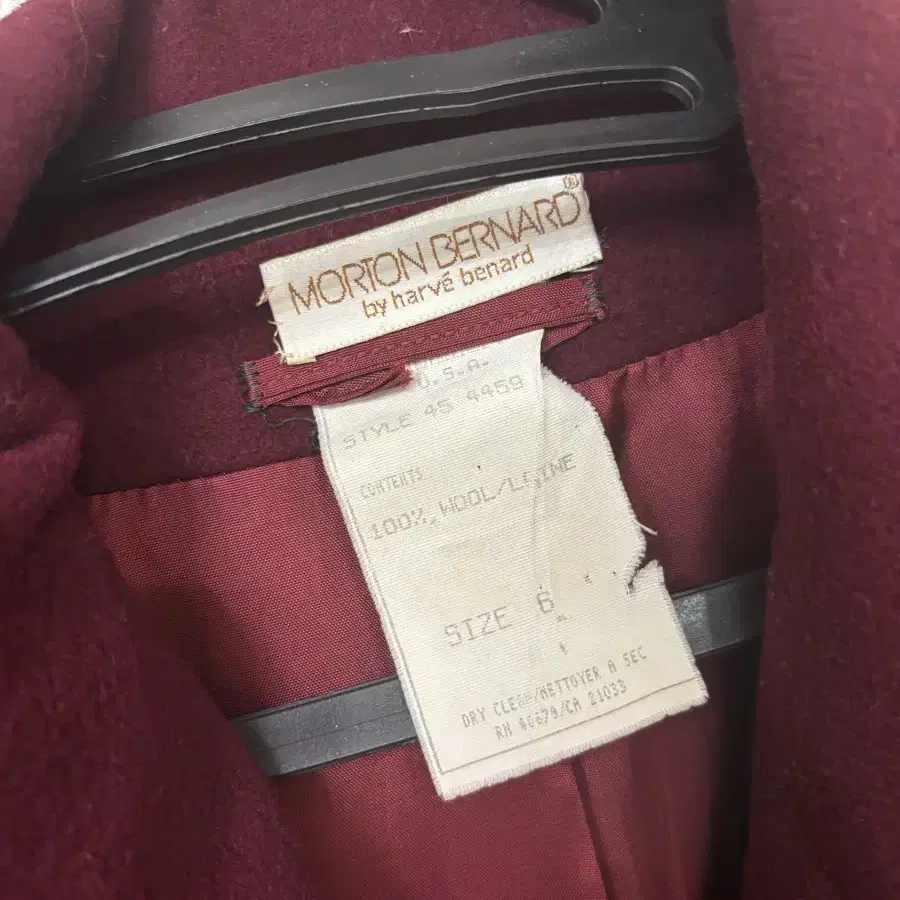 MORTON BERNARD®
by harvé benard
U.S.A.
STYLE 45 4459
CONTENTS
100% WOOL/LAINE
SIZE 6
DRY CLEAN/NETTOYER A SEC
RN 46679/CA 21033